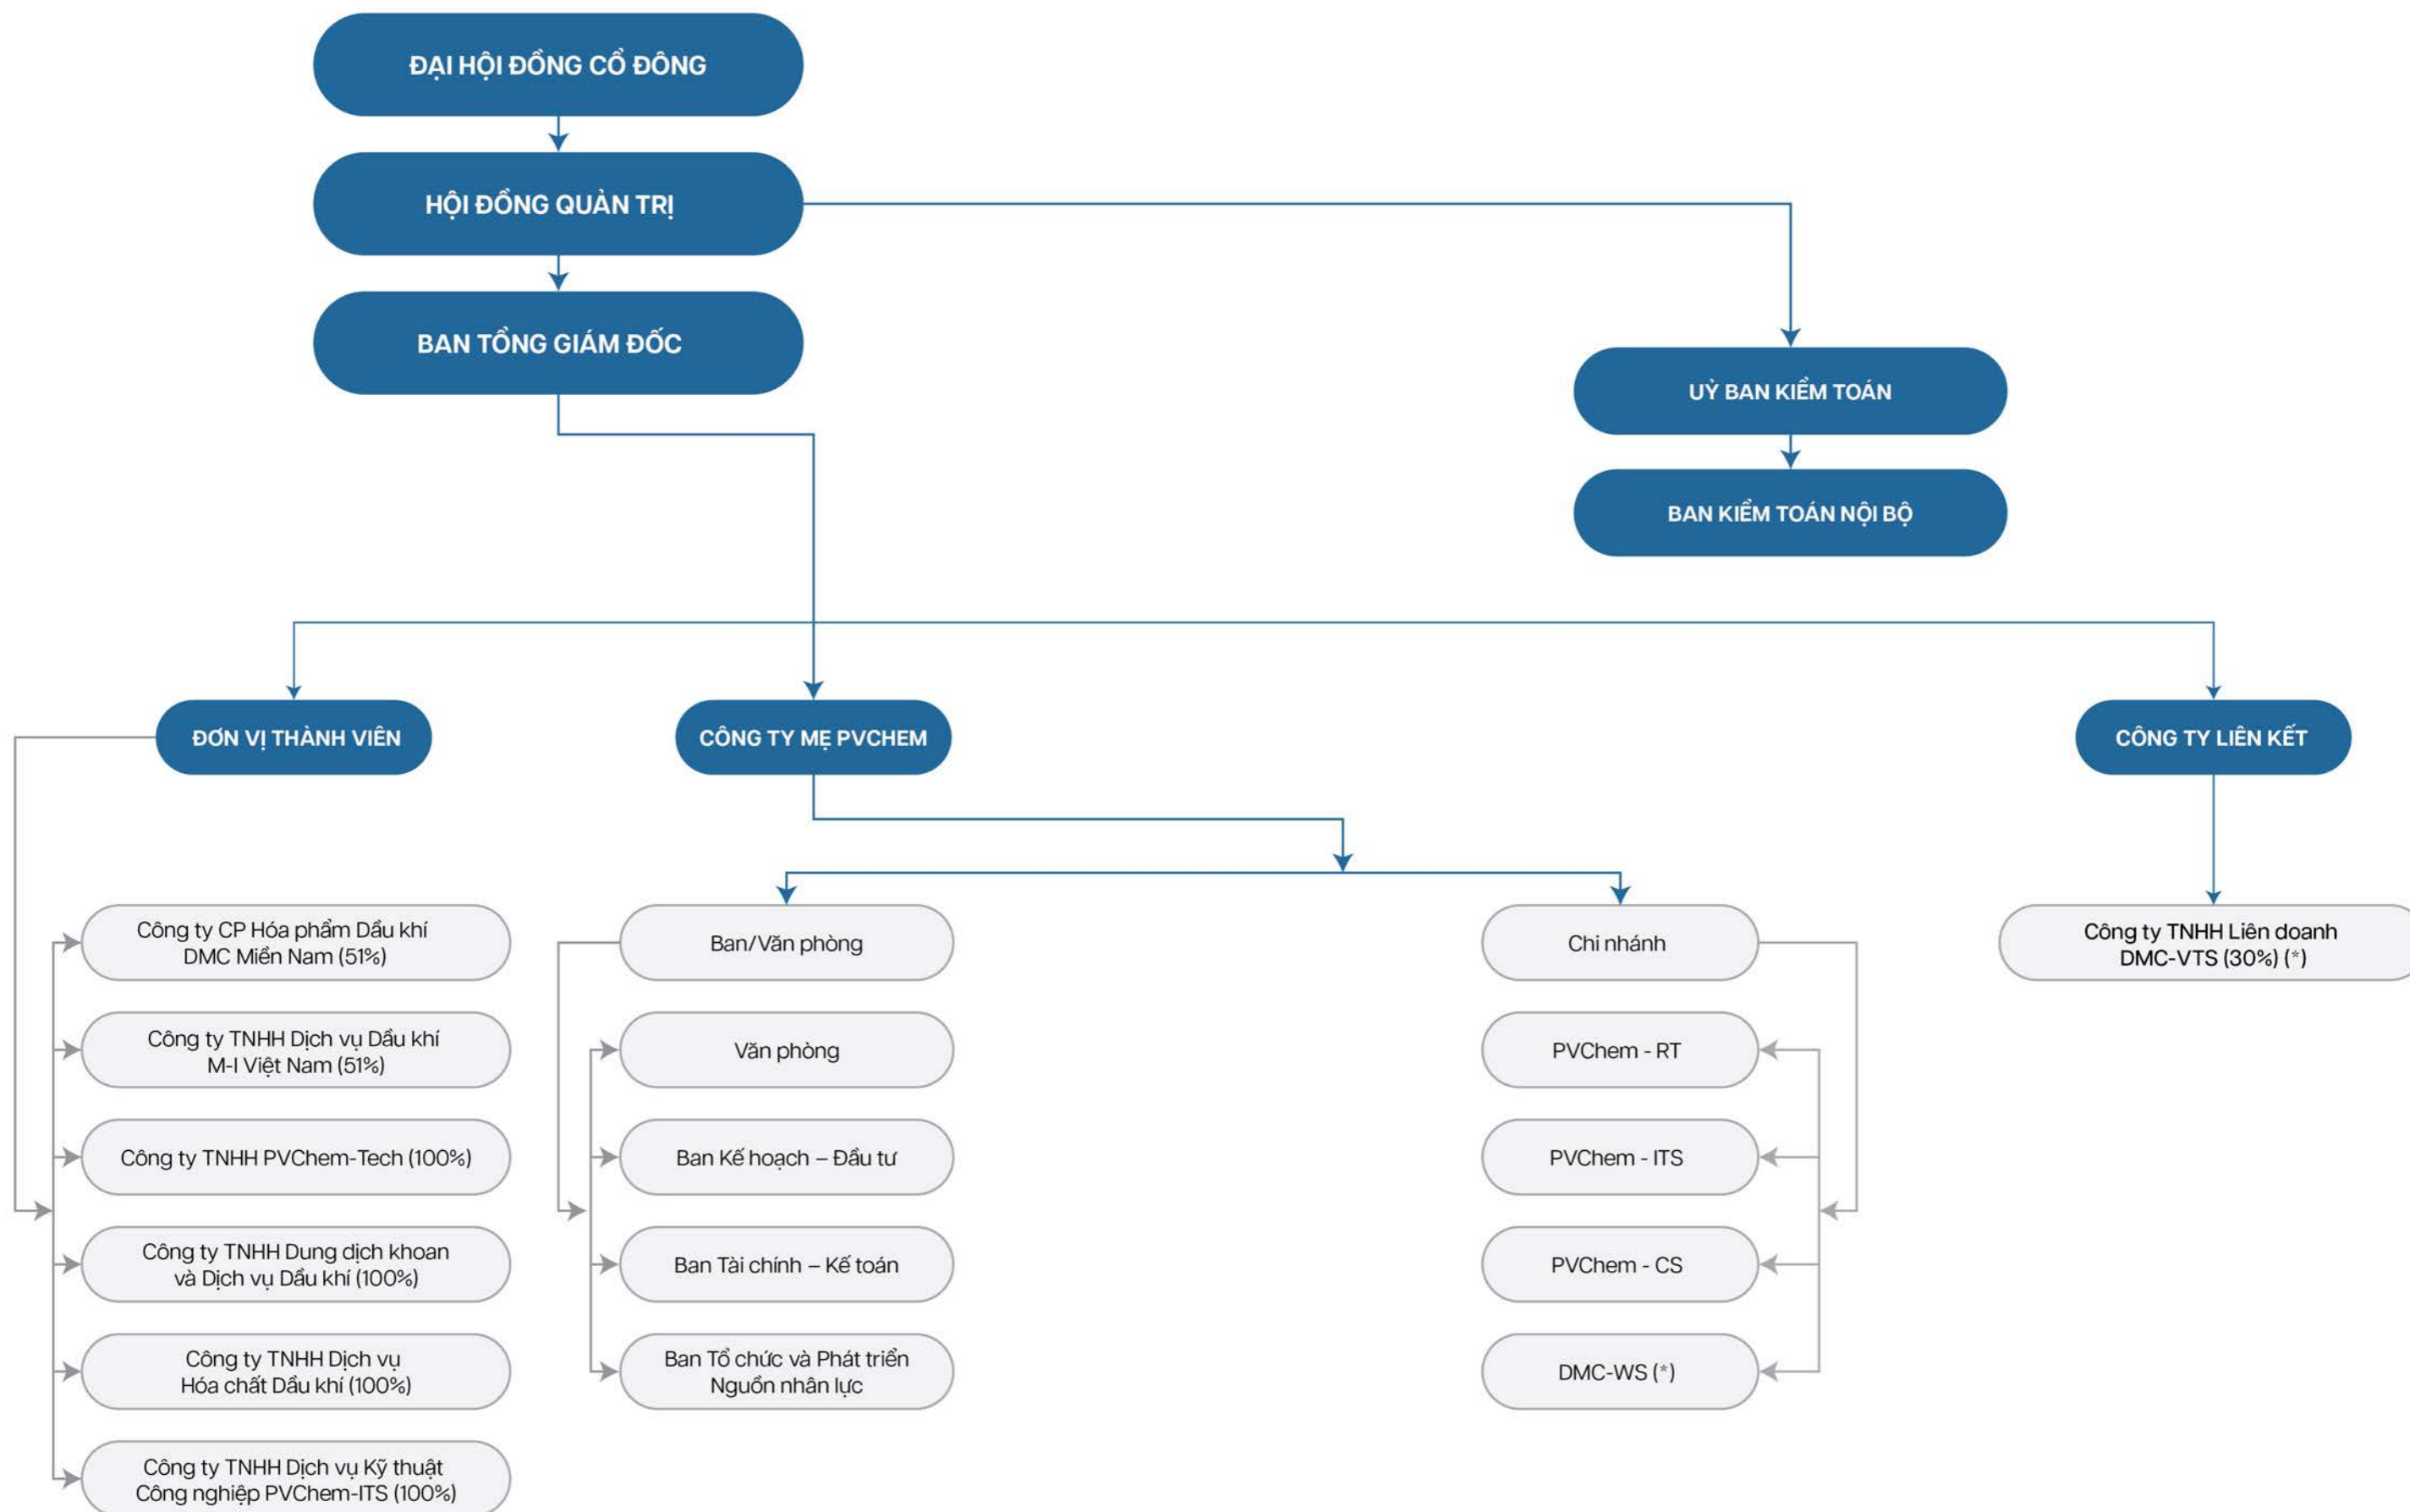 ĐẠI HỘI ĐỒNG CỔ ĐÔNG
HỘI ĐỒNG QUẢN TRỊ
BAN TỔNG GIÁM ĐỐC
UỶ BAN KIỂM TOÁN
BAN KIỂM TOÁN NỘI BỘ
ĐƠN VỊ THÀNH VIÊN
CÔNG TY MẸ PVCHEM
CÔNG TY LIÊN KẾT
Công ty CP Hóa phẩm Dầu khí
DMC Miền Nam (51%)
Công ty TNHH Dịch vụ Dầu khí
M-I Việt Nam (51%)
Công ty TNHH PVChem-Tech (100%)
Công ty TNHH Dung dịch khoan
và Dịch vụ Dầu khí (100%)
Công ty TNHH Dịch vụ
Hóa chất Dầu khí (100%)
Công ty TNHH Dịch vụ Kỹ thuật
Công nghiệp PVChem-ITS (100%)
Ban/Văn phòng
Văn phòng
Ban Kế hoạch – Đầu tư
Ban Tài chính – Kế toán
Ban Tổ chức và Phát triển
Nguồn nhân lực
Chi nhánh
PVChem - RT
PVChem - ITS
PVChem - CS
DMC-WS (*)
Công ty TNHH Liên doanh
DMC-VTS (30%) (*)